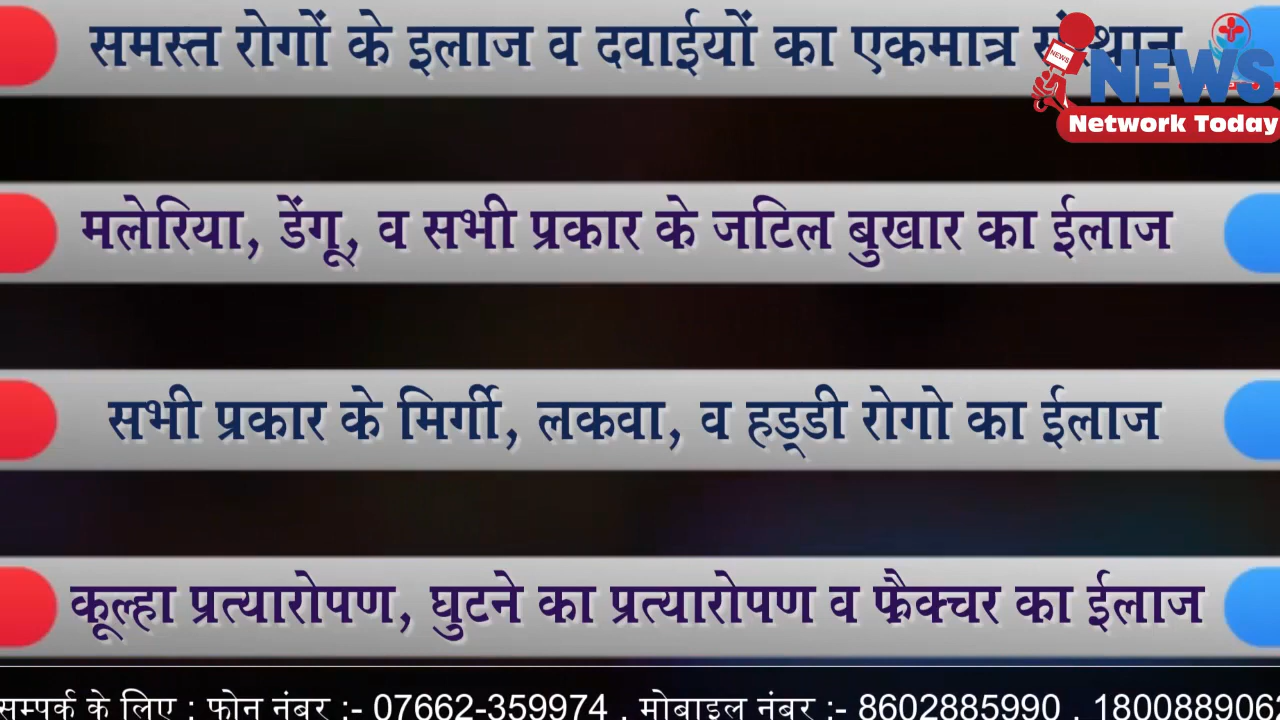 समस्त रोगों के इलाज व दवाईयों का एकमात्र संस्थान
NEWS
NEWS
Network Today
मलेरिया, डेंगू, व सभी प्रकार के जटिल बुखार का ईलाज
सभी प्रकार के मिर्गी, लकवा, व हड्डी रोगो का ईलाज
कूल्हा प्रत्यारोपण, घुटने का प्रत्यारोपण व फ्रैक्चर का ईलाज
सम्पर्क के लिए : फोन नंबर :- 07662-359974 , मोबाइल नंबर :- 8602885990 ,